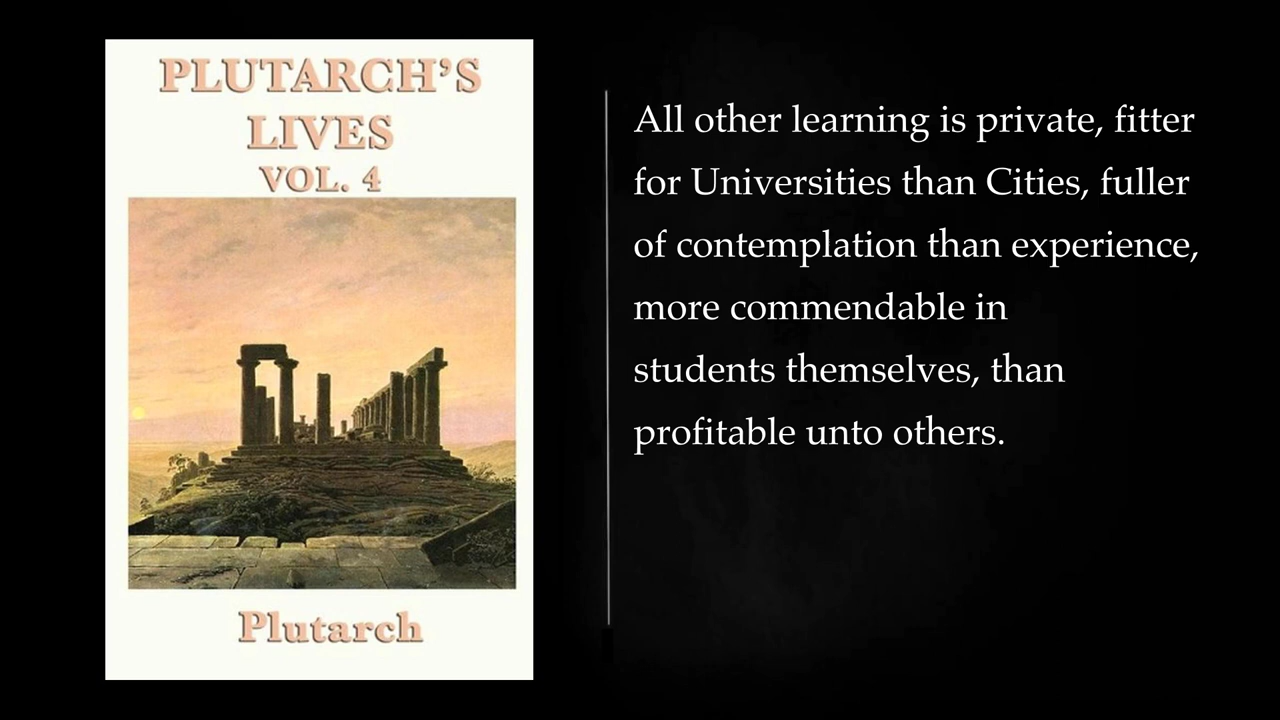 PLUTARCH'S
LIVES
VOL. 4
Plutarch
All other learning is private, fitter
for Universities than Cities, fuller
of contemplation than experience,
more commendable in
students themselves, than
profitable unto others.